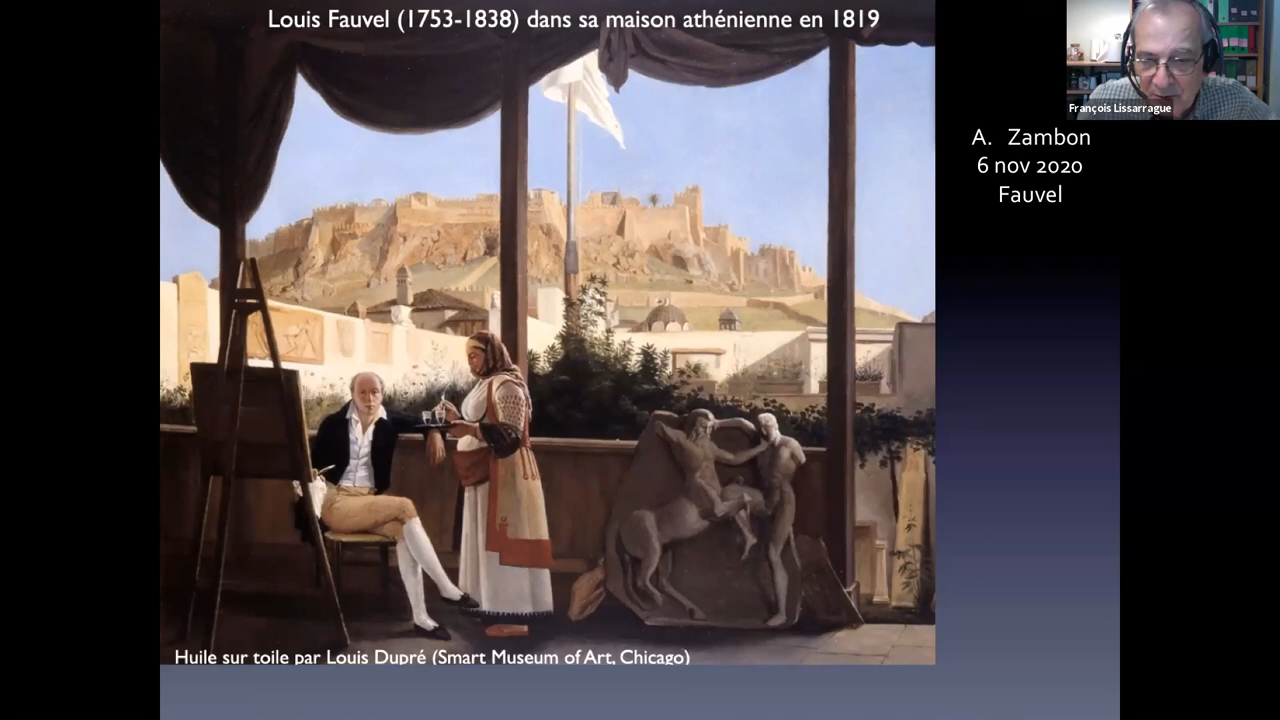 Louis Fauvel (1753-1838) dans sa maison athénienne en 1819
François Lissarrague
A. Zambon
6 nov 2020
Fauvel
Huile sur toile par Louis Dupré (Smart Museum of Art, Chicago)